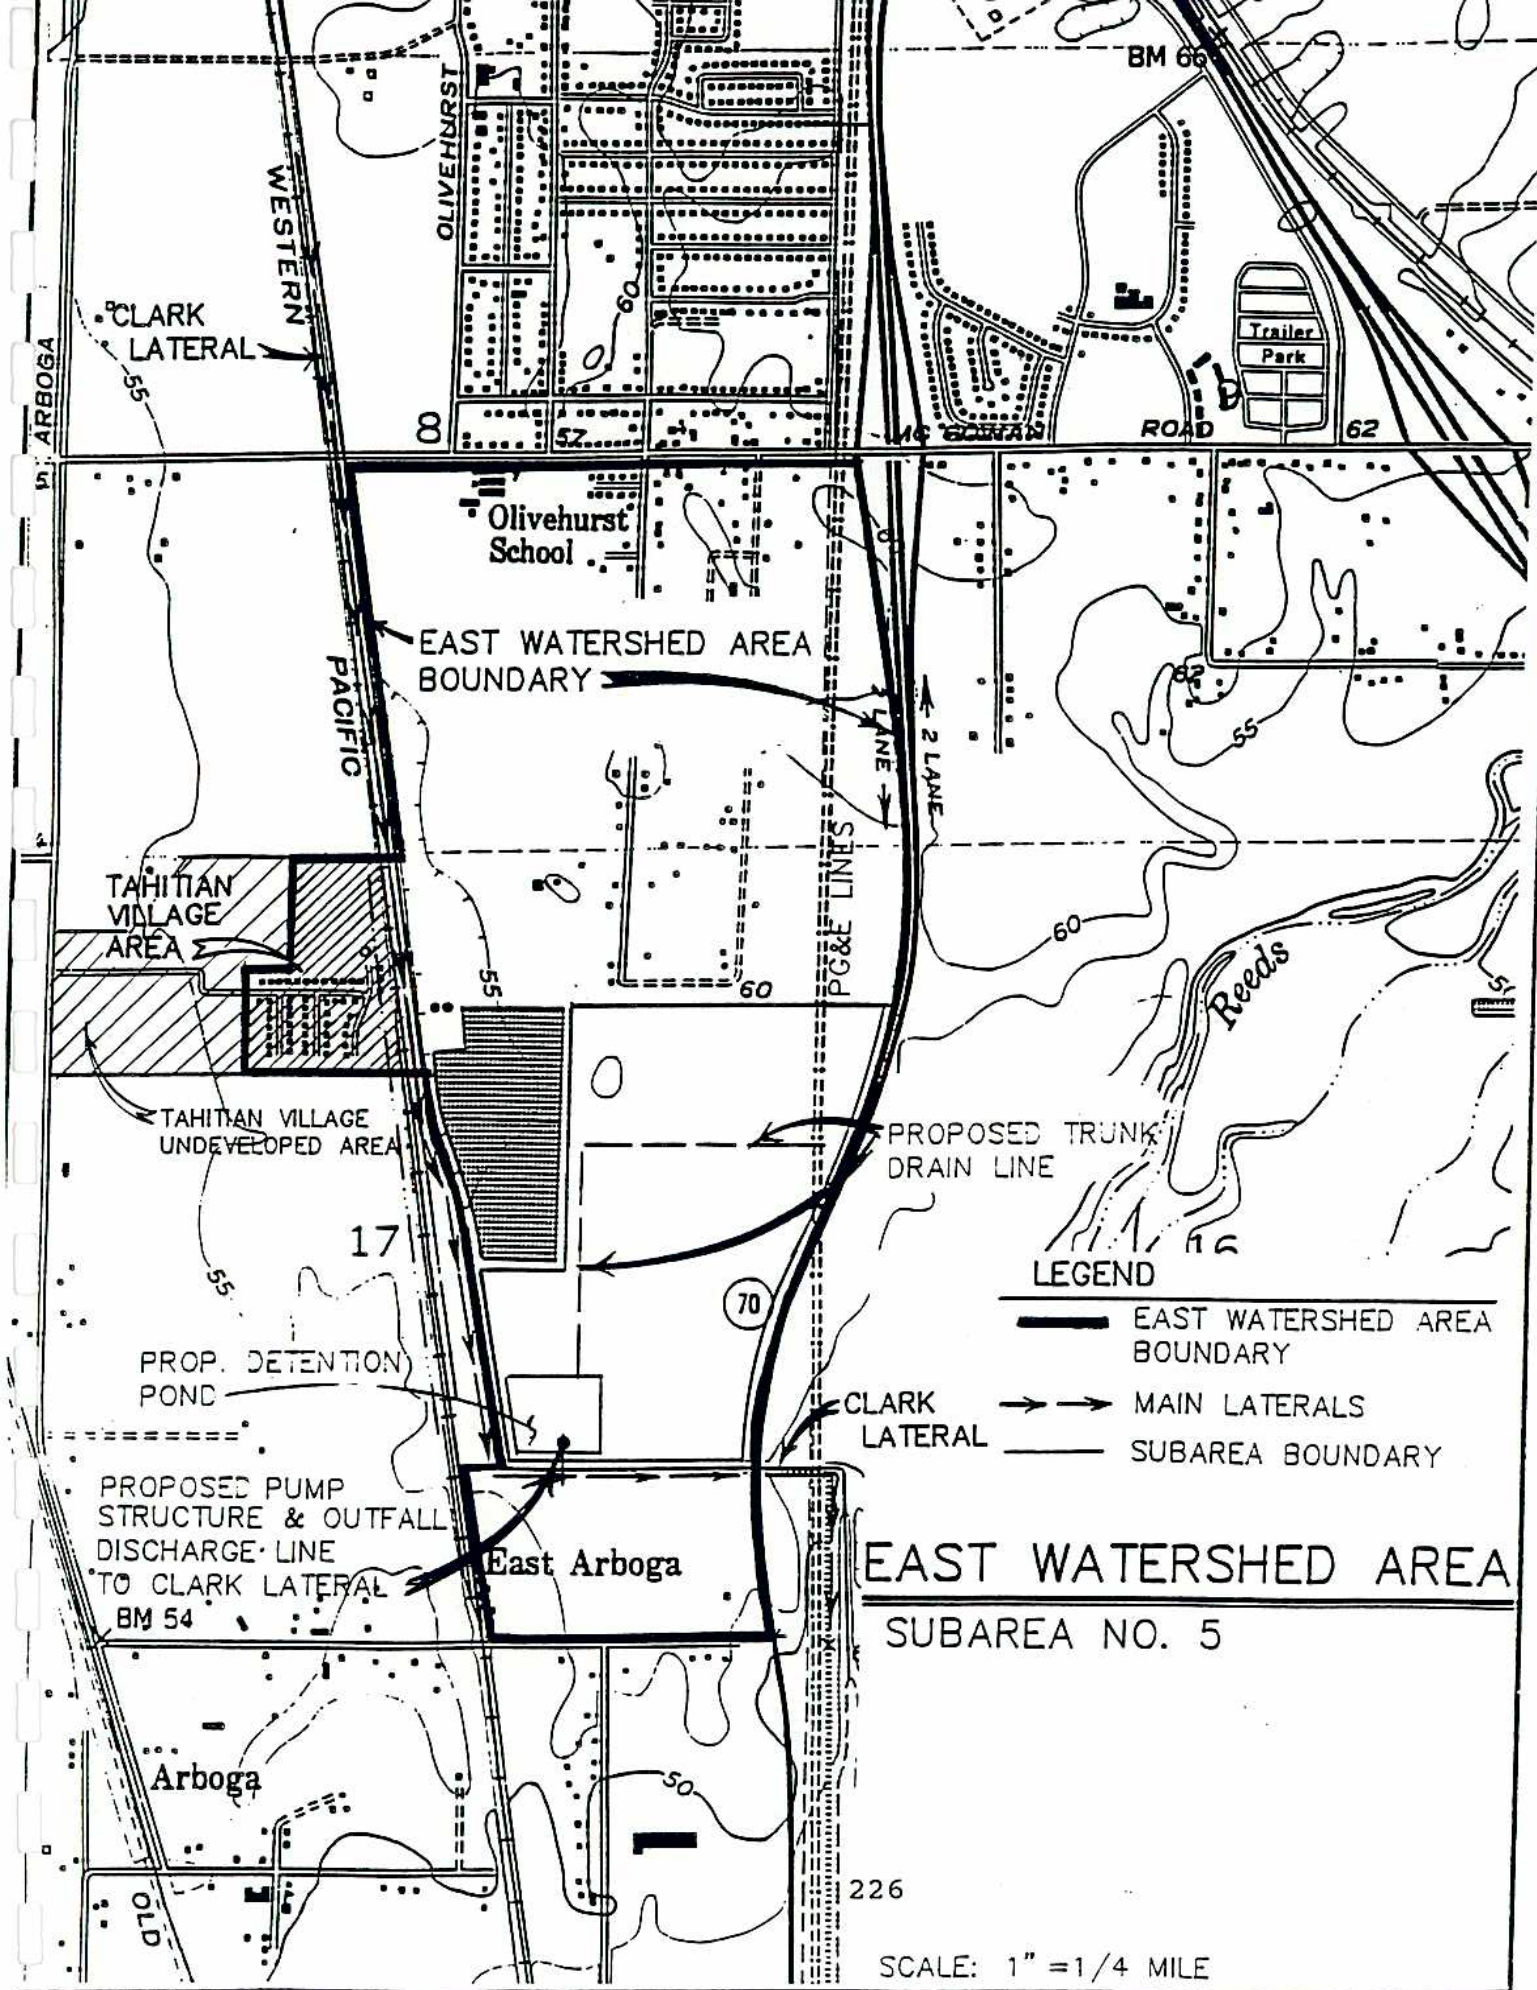 BM 66
OLIVEHURST
WESTERN
CLARK
LATERAL
60
55
ARBOGA
Trailer
Park
8
57
ROAD
62
Olivehurst
School
EAST WATERSHED AREA
BOUNDARY
PACIFIC
LANE
2 LANE
62
55
PG&E LINES
TAHITIAN
VILLAGE
AREA
55
60
60
Reeds
TAHITIAN VILLAGE
UNDEVELOPED AREA
PROPOSED TRUNK
DRAIN LINE
17
16
55
70
LEGEND
EAST WATERSHED AREA
BOUNDARY
MAIN LATERALS
SUBAREA BOUNDARY
PROP. DETENTION
POND
CLARK
LATERAL
PROPOSED PUMP
STRUCTURE & OUTFALL
DISCHARGE LINE
TO CLARK LATERAL
BM 54
East Arboga
EAST WATERSHED AREA
SUBAREA NO. 5
Arboga
50
OLD
226
SCALE: 1" =1/4 MILE